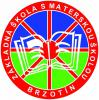 ZÁKLADNÁ ŠKOLA S MATERSKOU ŠKOLOU
BRZOTÍN